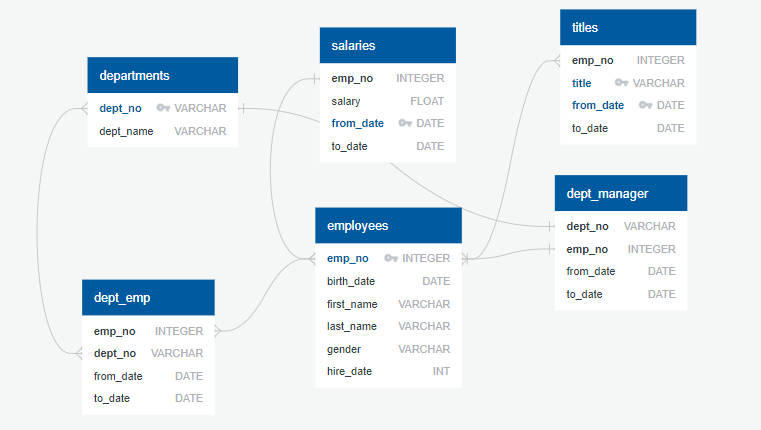 departments
dept_no VARCHAR
dept_name VARCHAR
salaries
emp_no INTEGER
salary FLOAT
from_date DATE
to_date DATE
titles
emp_no INTEGER
title VARCHAR
from_date DATE
to_date DATE
dept_manager
dept_no VARCHAR
emp_no INTEGER
from_date DATE
to_date DATE
employees
emp_no INTEGER
birth_date DATE
first_name VARCHAR
last_name VARCHAR
gender VARCHAR
hire_date INT
dept_emp
emp_no INTEGER
dept_no VARCHAR
from_date DATE
to_date DATE